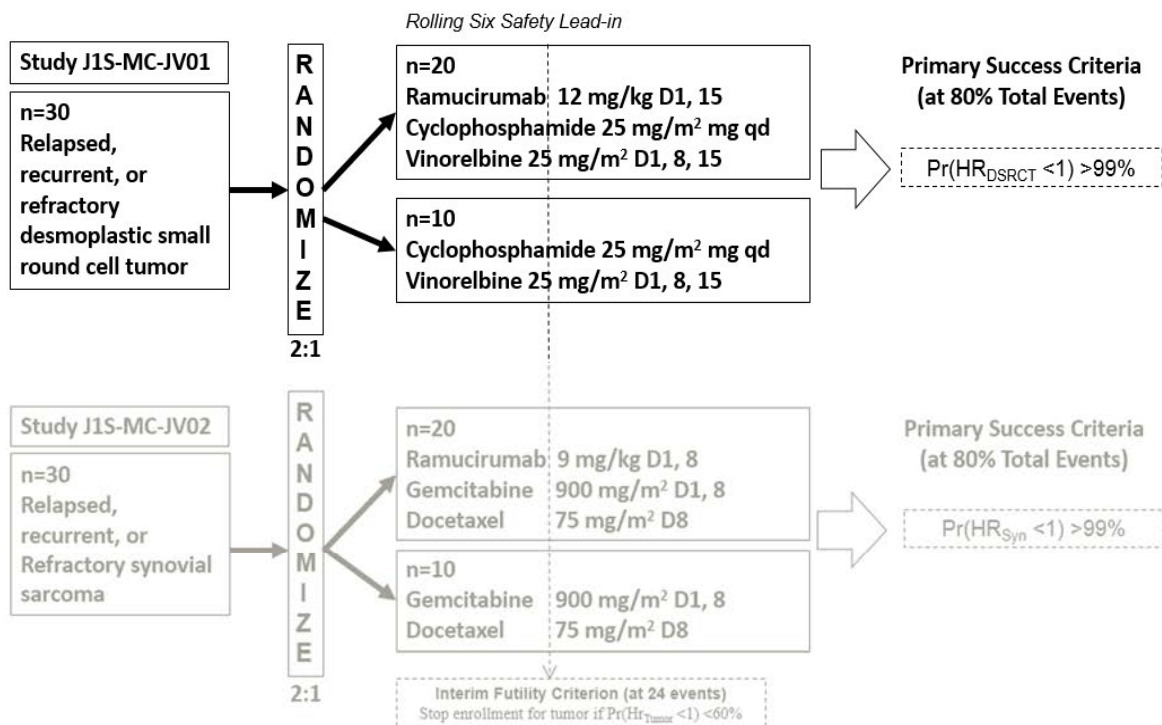 Rolling Six Safety Lead-in
Study J1S-MC-JV01
n=30
Relapsed,
recurrent, or
refractory
desmoplastic small
round cell tumor
R
A
N
D
O
M
I
Z
E
2:1
n=20
Ramucirumab 12 mg/kg D1, 15
Cyclophosphamide 25 mg/m² mg qd
Vinorelbine 25 mg/m² D1, 8, 15
n=10
Cyclophosphamide 25 mg/m² mg qd
Vinorelbine 25 mg/m² D1, 8, 15
Primary Success Criteria
(at 80% Total Events)
Pr(HR_DSRCT <1) >99%
Study J1S-MC-JV02
n=30
Relapsed,
recurrent, or
Refractory synovial
sarcoma
R
A
N
D
O
M
I
Z
E
2:1
n=20
Ramucirumab 9 mg/kg D1, 8
Gemcitabine 900 mg/m² D1, 8
Docetaxel 75 mg/m² D8
n=10
Gemcitabine 900 mg/m² D1, 8
Docetaxel 75 mg/m² D8
Primary Success Criteria
(at 80% Total Events)
Pr(HR_Syn <1) >99%
Interim Futility Criterion (at 24 events)
Stop enrollment for tumor if Pr(Hr_Tumor <1) <60%